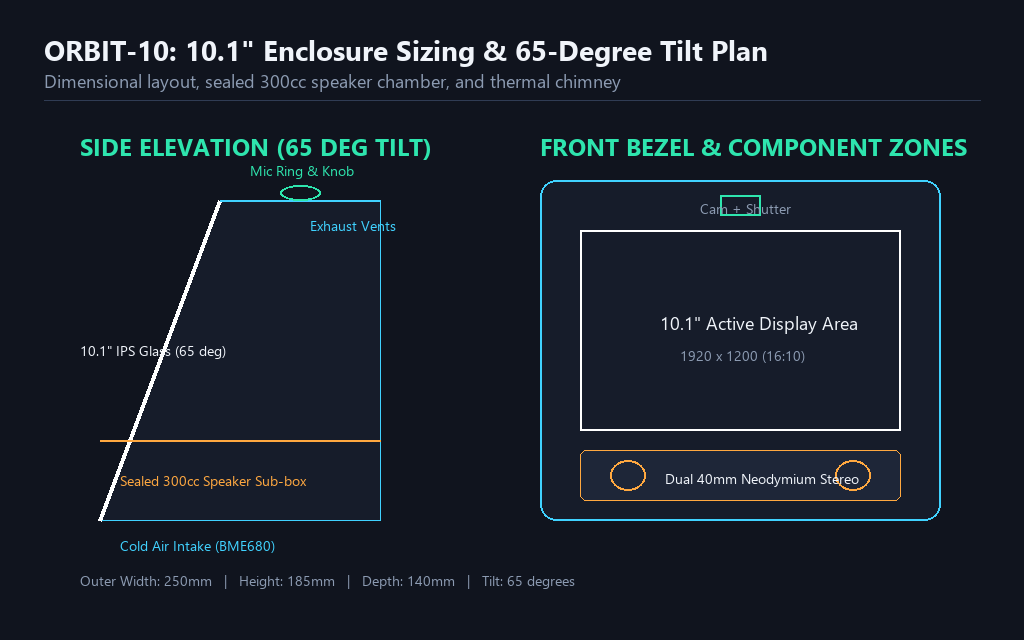 ORBIT-10: 10.1" Enclosure Sizing & 65-Degree Tilt Plan
Dimensional layout, sealed 300cc speaker chamber, and thermal chimney
SIDE ELEVATION (65 DEG TILT)
Mic Ring & Knob
Exhaust Vents
10.1" IPS Glass (65 deg)
Sealed 300cc Speaker Sub-box
Cold Air Intake (BME680)
FRONT BEZEL & COMPONENT ZONES
Cam + Shutter
10.1" Active Display Area
1920 x 1200 (16:10)
Dual 40mm Neodymium Stereo
Outer Width: 250mm | Height: 185mm | Depth: 140mm | Tilt: 65 degrees